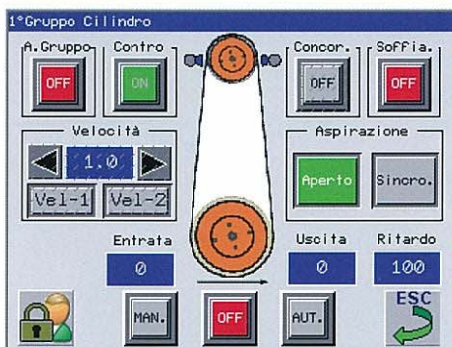 1°Gruppo Cilindro
A.Gruppo Contro Concor. Soffia.
OFF ON OFF OFF
Velocità Aspirazione
1.0
Aperto Sincro.
Vel-1 Vel-2
Entrata Uscita Ritardo
0 0 100
MAN. OFF AUT. ESC